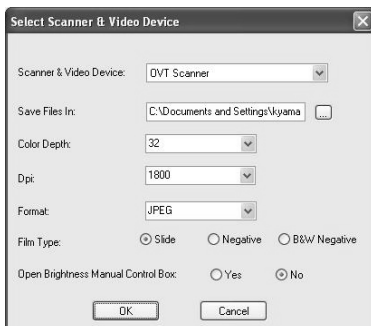 Select Scanner & Video Device
Scanner & Video Device: OVT Scanner
Save Files In: C:\Documents and Settings\kyama ...
Color Depth: 32
Dpi: 1800
Format: JPEG
Film Type: Slide Negative B&W Negative
Open Brightness Manual Control Box: Yes No
OK Cancel